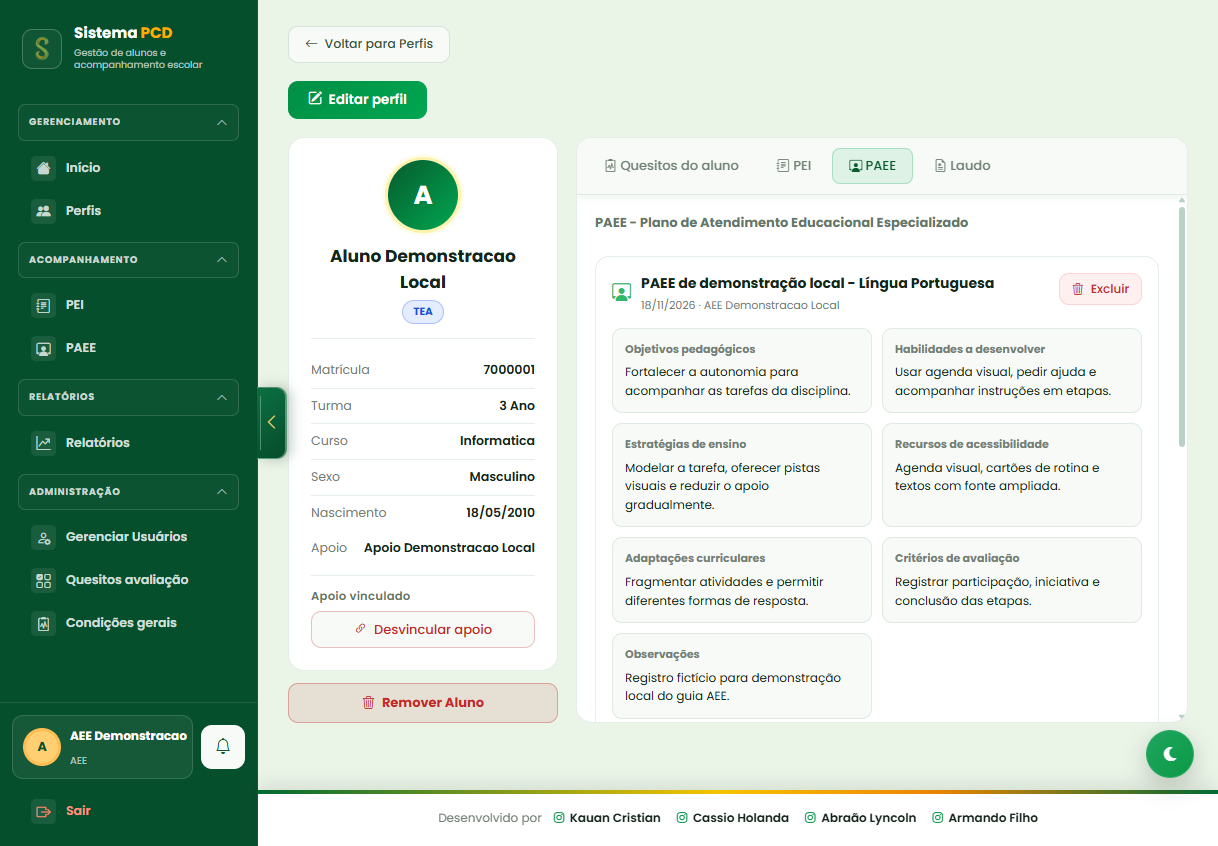 S
Sistema PCD
Gestão de alunos e
acompanhamento escolar
GERENCIAMENTO
Início
Perfis
ACOMPANHAMENTO
PEI
PAEE
RELATÓRIOS
Relatórios
ADMINISTRAÇÃO
Gerenciar Usuários
Quesitos avaliação
Condições gerais
A
AEE Demonstracao
AEE
Sair
Voltar para Perfis
Editar perfil
A
Aluno Demonstracao
Local
TEA
Matrícula 7000001
Turma 3 Ano
Curso Informatica
Sexo Masculino
Nascimento 18/05/2010
Apoio Apoio Demonstracao Local
Apoio vinculado
Desvincular apoio
Remover Aluno
Quesitos do aluno PEI PAEE Laudo
PAEE - Plano de Atendimento Educacional Especializado
PAEE de demonstração local - Língua Portuguesa
18/11/2026 · AEE Demonstracao Local
Excluir
Objetivos pedagógicos
Fortalecer a autonomia para
acompanhar as tarefas da disciplina.
Habilidades a desenvolver
Usar agenda visual, pedir ajuda e
acompanhar instruções em etapas.
Estratégias de ensino
Modelar a tarefa, oferecer pistas
visuais e reduzir o apoio
gradualmente.
Recursos de acessibilidade
Agenda visual, cartões de rotina e
textos com fonte ampliada.
Adaptações curriculares
Fragmentar atividades e permitir
diferentes formas de resposta.
Critérios de avaliação
Registrar participação, iniciativa e
conclusão das etapas.
Observações
Registro fictício para demonstração
local do guia AEE.
Desenvolvido por Kauan Cristian Cassio Holanda Abraão Lyncoln Armando Filho